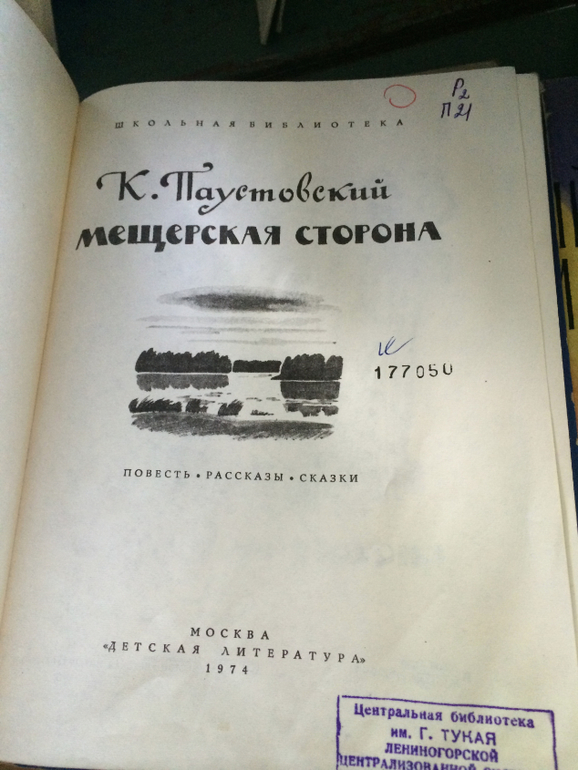 Р2
П21
ШКОЛЬНАЯ БИБЛИОТЕКА
К. Паустовский
МЕЩЕРСКАЯ СТОРОНА
177050
ПОВЕСТЬ • РАССКАЗЫ • СКАЗКИ
МОСКВА
«ДЕТСКАЯ ЛИТЕРАТУРА»
1974
Центральная библиотека
им. Г. ТУКАЯ
ЛЕНИНОГОРСКОЙ
ЦЕНТРАЛИЗОВАННОЙ